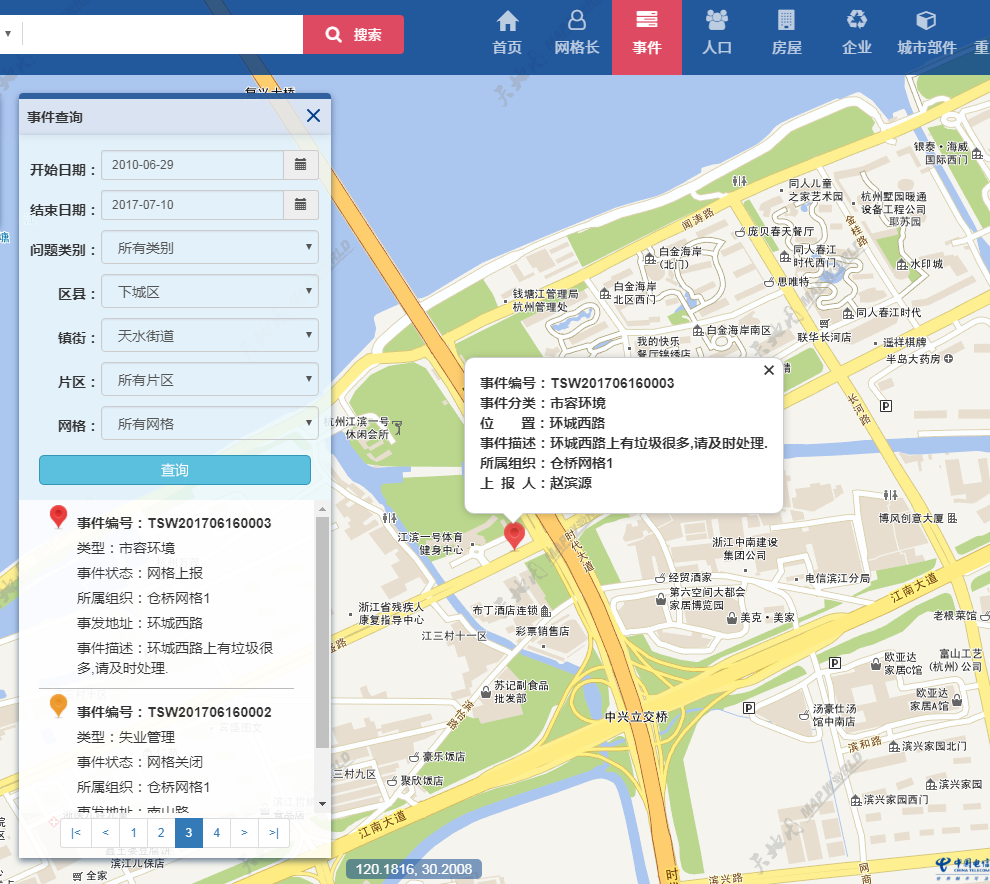 搜索
首页
网格长
事件
人口
房屋
企业
城市部件
重
复兴大桥
事件查询
开始日期：
2010-06-29
结束日期：
2017-07-10
问题类别：
所有类别
区县：
下城区
镇街：
天水街道
片区：
所有片区
网格：
所有网格
查询
事件编号：TSW201706160003
类型：市容环境
事件状态：网格上报
所属组织：仓桥网格1
事发地址：环城西路
事件描述：环城西路上有垃圾很
多,请及时处理.
事件编号：TSW201706160002
类型：失业管理
事件状态：网格关闭
所属组织：仓桥网格1
事发地址：南山路
|<
<
1
2
3
4
>
>|
事件编号：TSW201706160003
事件分类：市容环境
位　　置：环城西路
事件描述：环城西路上有垃圾很多,请及时处理.
所属组织：仓桥网格1
上 报 人：赵滨源
银泰·海威
国际西门
同人儿童
之家艺术园
杭州墅园暖通
设备工程公司
耶苏园
闻涛路
金桂路
庞贝春天餐厅
同人春江
时代西门
水印城
白金海岸
(北门)
思唯特
白金海岸
北区西门
钱塘江管理局
杭州管理处
同人春江时代
白金海岸南区
联华长河店
我的快乐
餐厅锦绣店
遥祥棋牌
半岛大药房
长河路
P
杭州江滨一号
休闲会所
江滨一号体育
健身中心
时代大道
博风创意大厦
浙江中南建设
集团公司
经贸酒家
第六空间大都会
家居博览园
电信滨江分局
江南大道
美克·美家
老根菜馆
浙江省残疾人
康复指导中心
布丁酒店连锁
江三村十一区
彩票销售店
P
欧亚达
家居C馆
富山工艺
(杭州)公司
苏记副食品
批发部
欧亚达
家居A馆
P
滨怡路
中兴立交桥
汤豪仕汤
馆中南店
滨和路
滨兴家园北门
豪乐饭店
三村九区
聚欣饭店
滨兴家园
滨兴家园西门
江南大道
滨江儿保店
全家
120.1816, 30.2008
滨兴路
中国电信
CHINA TELECOM
天地图
MAP WORLD